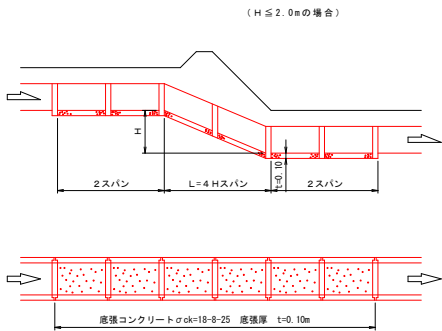 （Ｈ≦２.０ｍの場合）
Ｈ
t=0.10
２スパン
Ｌ＝４Ｈスパン
２スパン
底張コンクリートσck=18-8-25　底張厚　t=0.10m